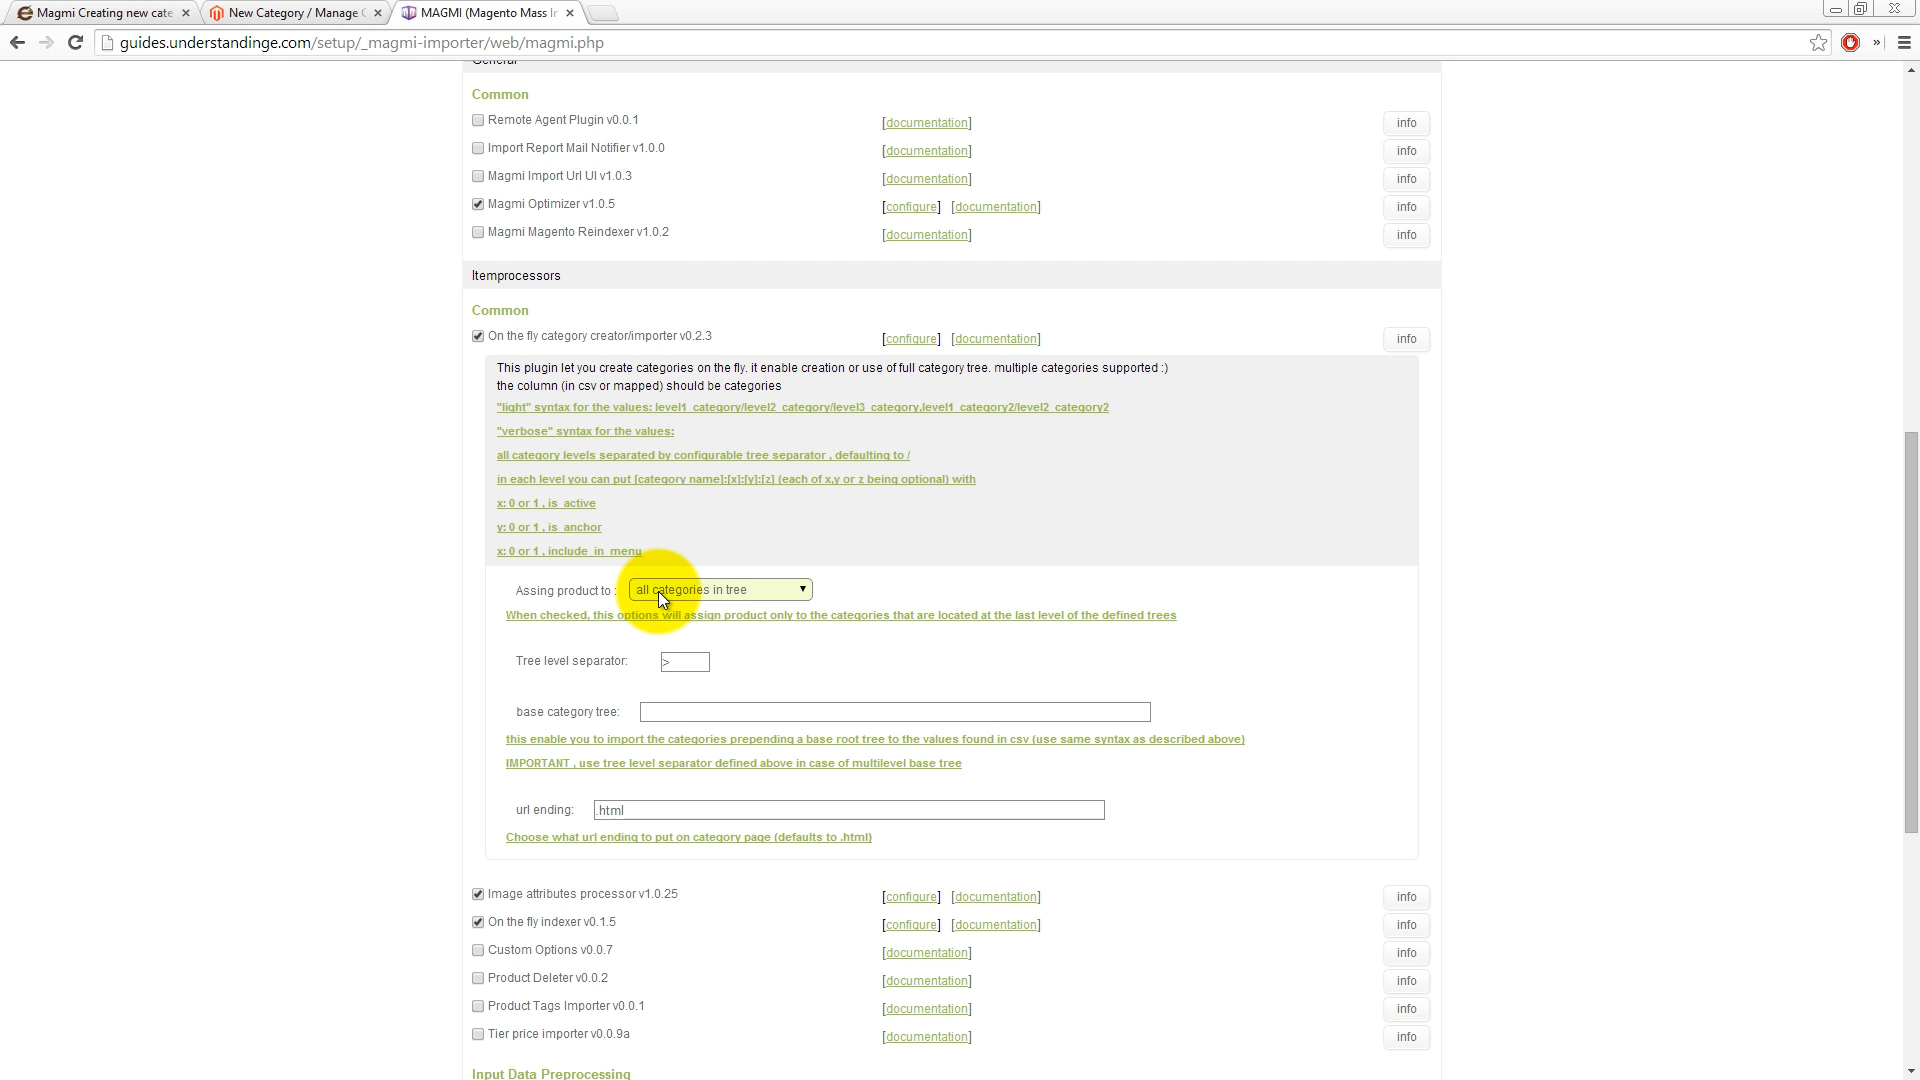 Magmi Creating new cate
New Category / Manage C
MAGMI (Magento Mass Ir
guides.understandinge.com/setup/_magmi-importer/web/magmi.php
General
Common
Remote Agent Plugin v0.0.1 [documentation] info
Import Report Mail Notifier v1.0.0 [documentation] info
Magmi Import Url UI v1.0.3 [documentation] info
Magmi Optimizer v1.0.5 [configure] [documentation] info
Magmi Magento Reindexer v1.0.2 [documentation] info
Itemprocessors
Common
On the fly category creator/importer v0.2.3 [configure] [documentation] info
This plugin let you create categories on the fly. it enable creation or use of full category tree. multiple categories supported :)
the column (in csv or mapped) should be categories
"light" syntax for the values: level1_category/level2_category/level3_category,level1_category2/level2_category2
"verbose" syntax for the values:
all category levels separated by configurable tree separator , defaulting to /
in each level you can put [category name]:[x]:[y]:[z] (each of x,y or z being optional) with
x: 0 or 1 , is_active
y: 0 or 1 , is_anchor
x: 0 or 1 , include_in_menu
Assing product to : all categories in tree
When checked, this options will assign product only to the categories that are located at the last level of the defined trees
Tree level separator: >
base category tree:
this enable you to import the categories prepending a base root tree to the values found in csv (use same syntax as described above)
IMPORTANT , use tree level separator defined above in case of multilevel base tree
url ending: .html
Choose what url ending to put on category page (defaults to .html)
Image attributes processor v1.0.25 [configure] [documentation] info
On the fly indexer v0.1.5 [configure] [documentation] info
Custom Options v0.0.7 [documentation] info
Product Deleter v0.0.2 [documentation] info
Product Tags Importer v0.0.1 [documentation] info
Tier price importer v0.0.9a [documentation] info
Input Data Preprocessing